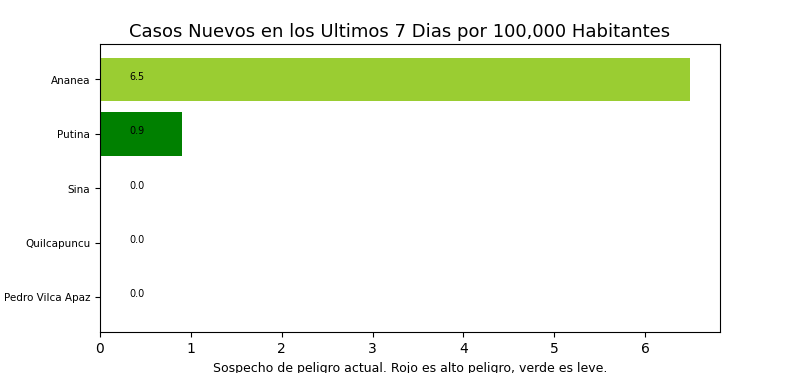 Casos Nuevos en los Ultimos 7 Dias por 100,000 Habitantes
Ananea 6.5
Putina 0.9
Sina 0.0
Quilcapuncu 0.0
Pedro Vilca Apaz 0.0
0 1 2 3 4 5 6
Sospecho de peligro actual. Rojo es alto peligro, verde es leve.